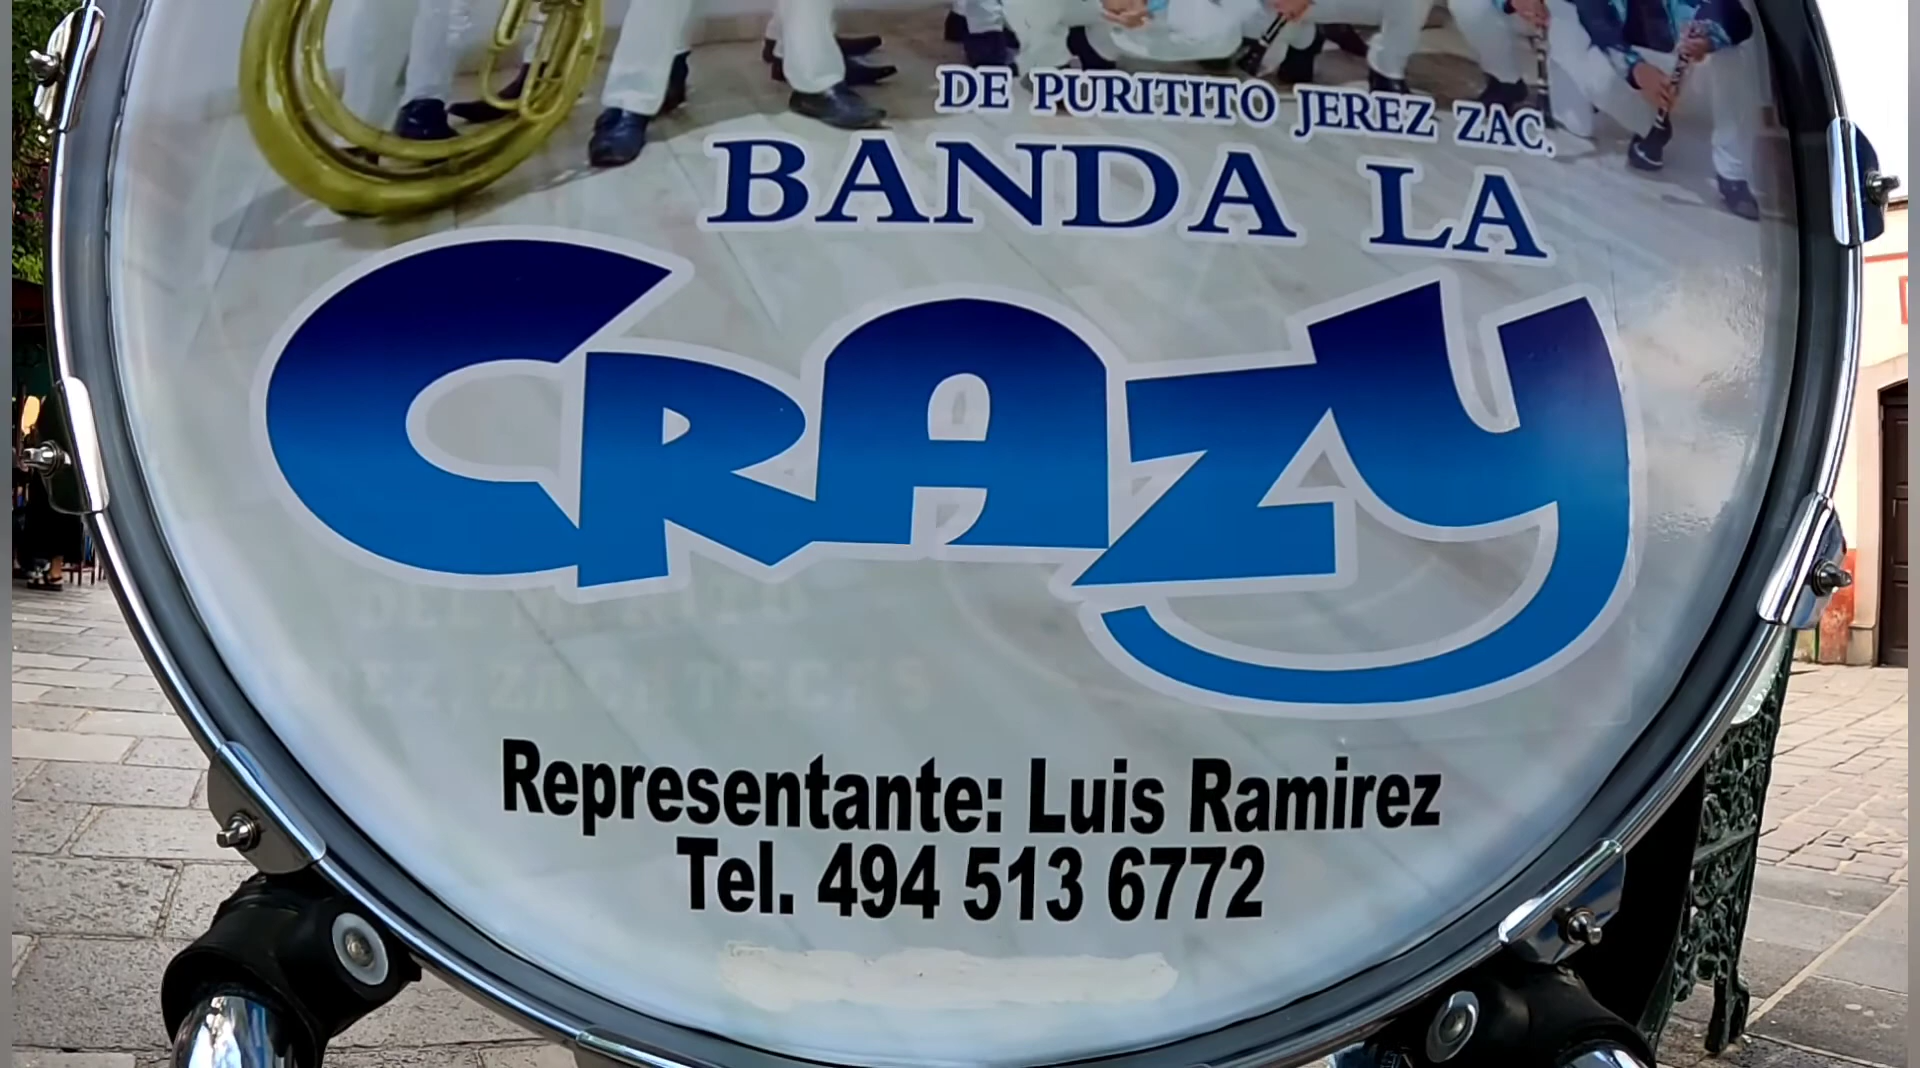 DE PURITITO JEREZ ZAC.
BANDA LA
CRAZY
Representante: Luis Ramirez
Tel. 494 513 6772